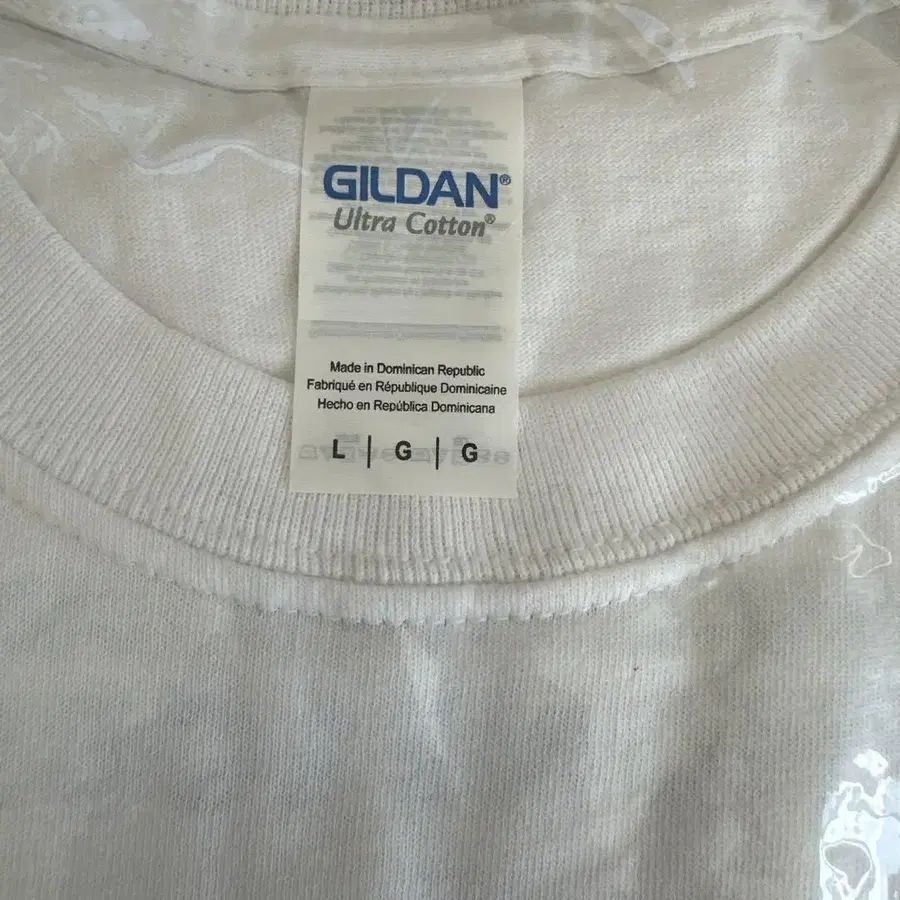 GILDAN®
Ultra Cotton®
Made in Dominican Republic
Fabriqué en République Dominicaine
Hecho en República Dominicana
L | G | G